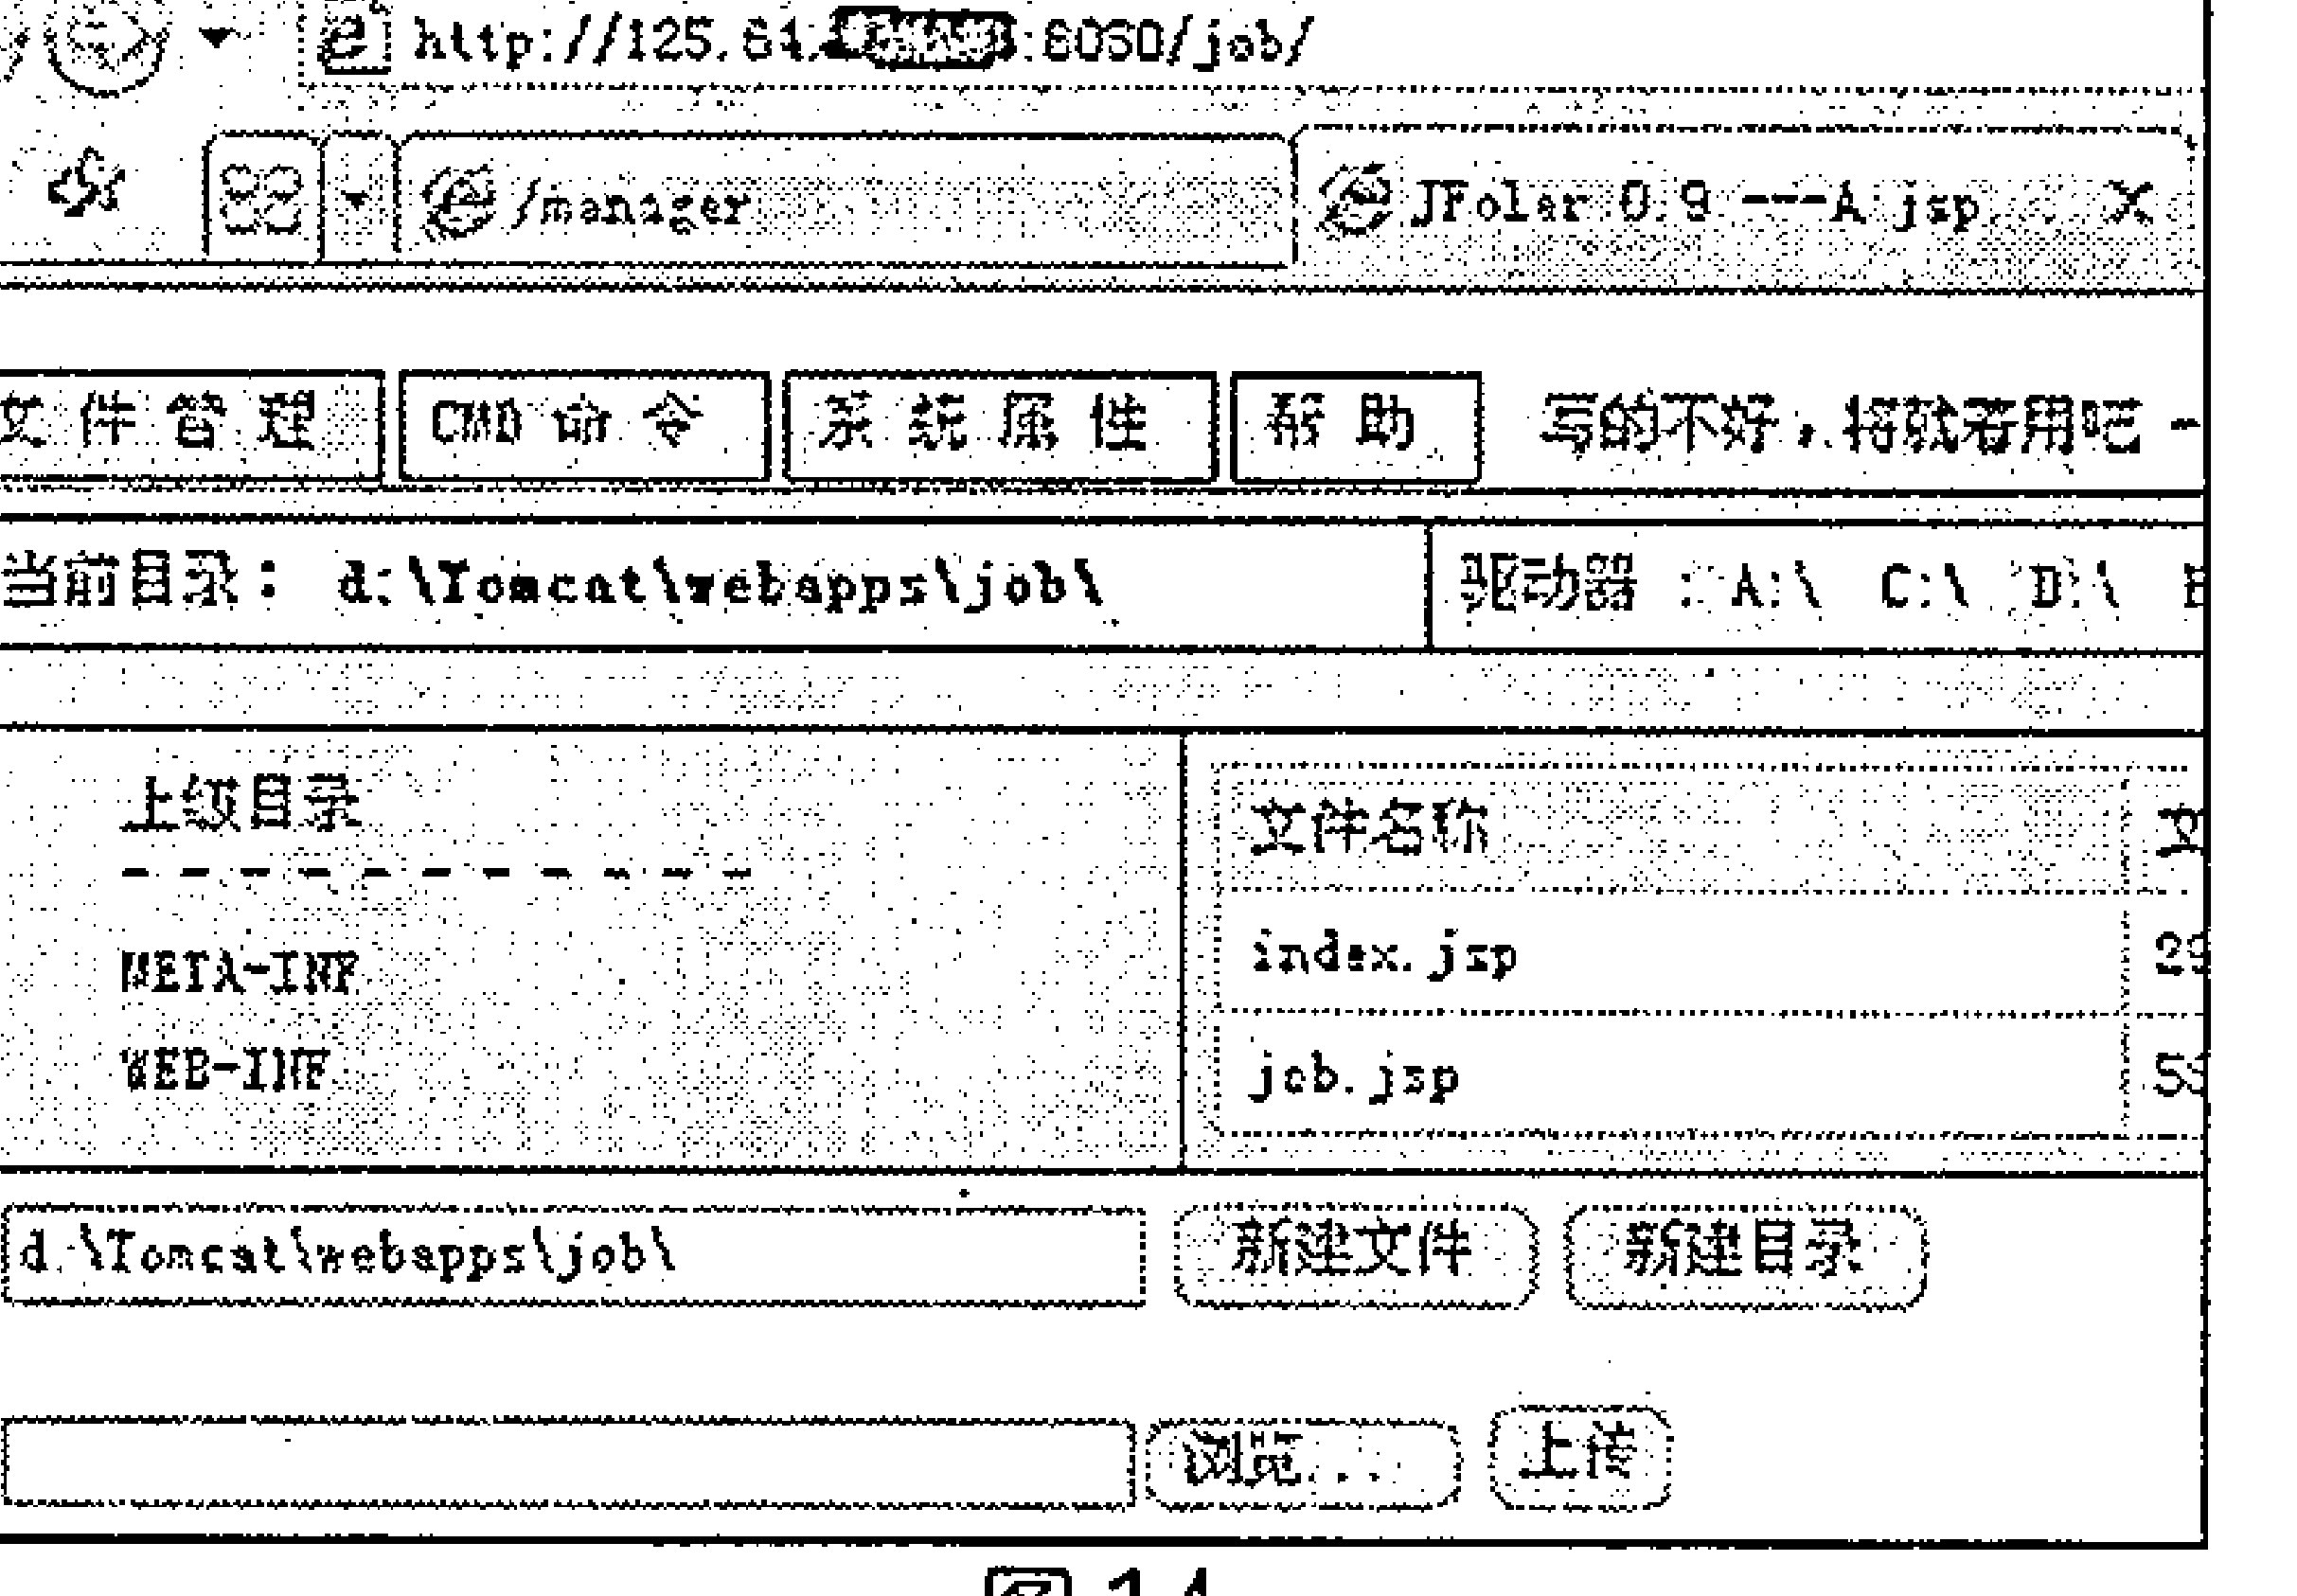 http://125.64. :8080/job/
/manager
JFolder 0.9 ---A jsp
文件管理 CMD命令 系统属性 帮助 写的不好，将就着用吧 -
当前目录： d:\Tomcat\webapps\job\ 驱动器 : A:\ C:\ D:\
上级目录
文件名称
- - - - - - - - - - -
index.jsp
META-INF
WEB-INF
job.jsp
d:\Tomcat\webapps\job\ 新建文件 新建目录
浏览... 上传
图14